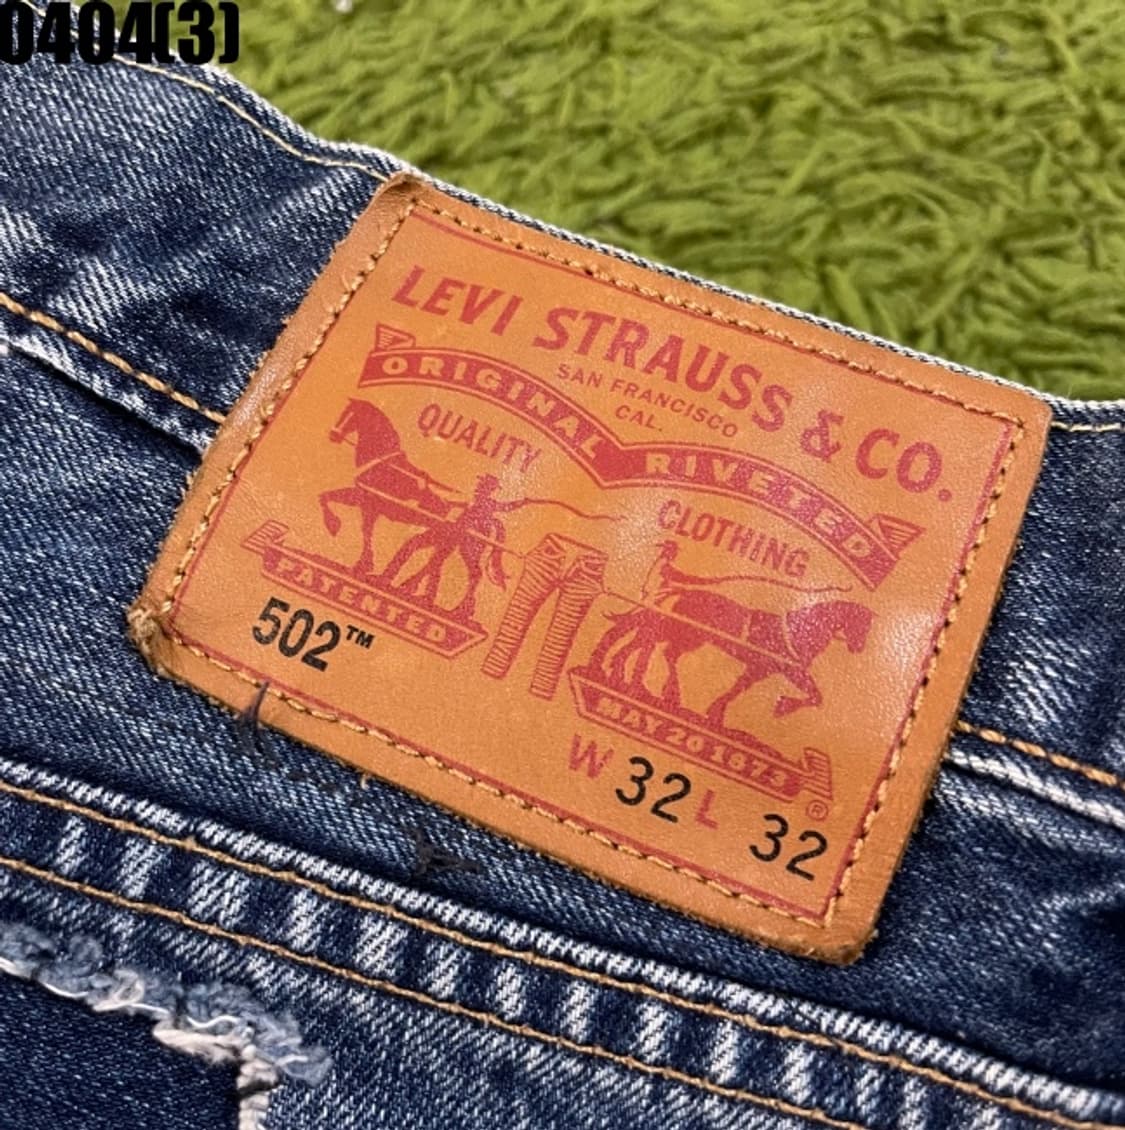 0404(3)
LEVI STRAUSS & CO.
SAN FRANCISCO
CAL.
ORIGINAL RIVETED
QUALITY
CLOTHING
PATENTED
MAY 20 1873
502™
W 32 L 32
®